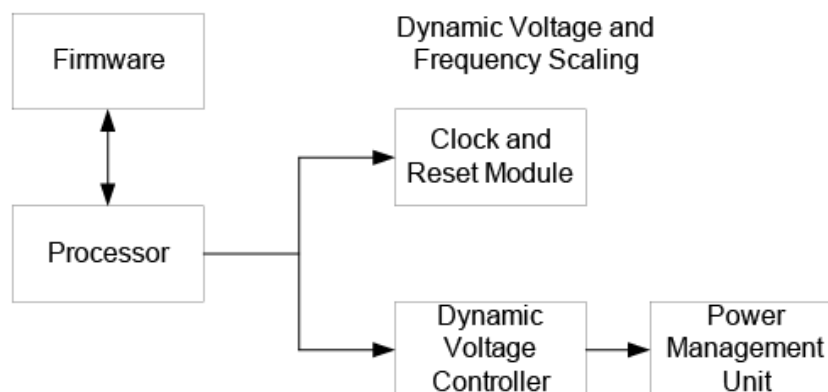 Dynamic Voltage and
Frequency Scaling
Firmware
Clock and
Reset Module
Processor
Dynamic
Voltage
Controller
Power
Management
Unit